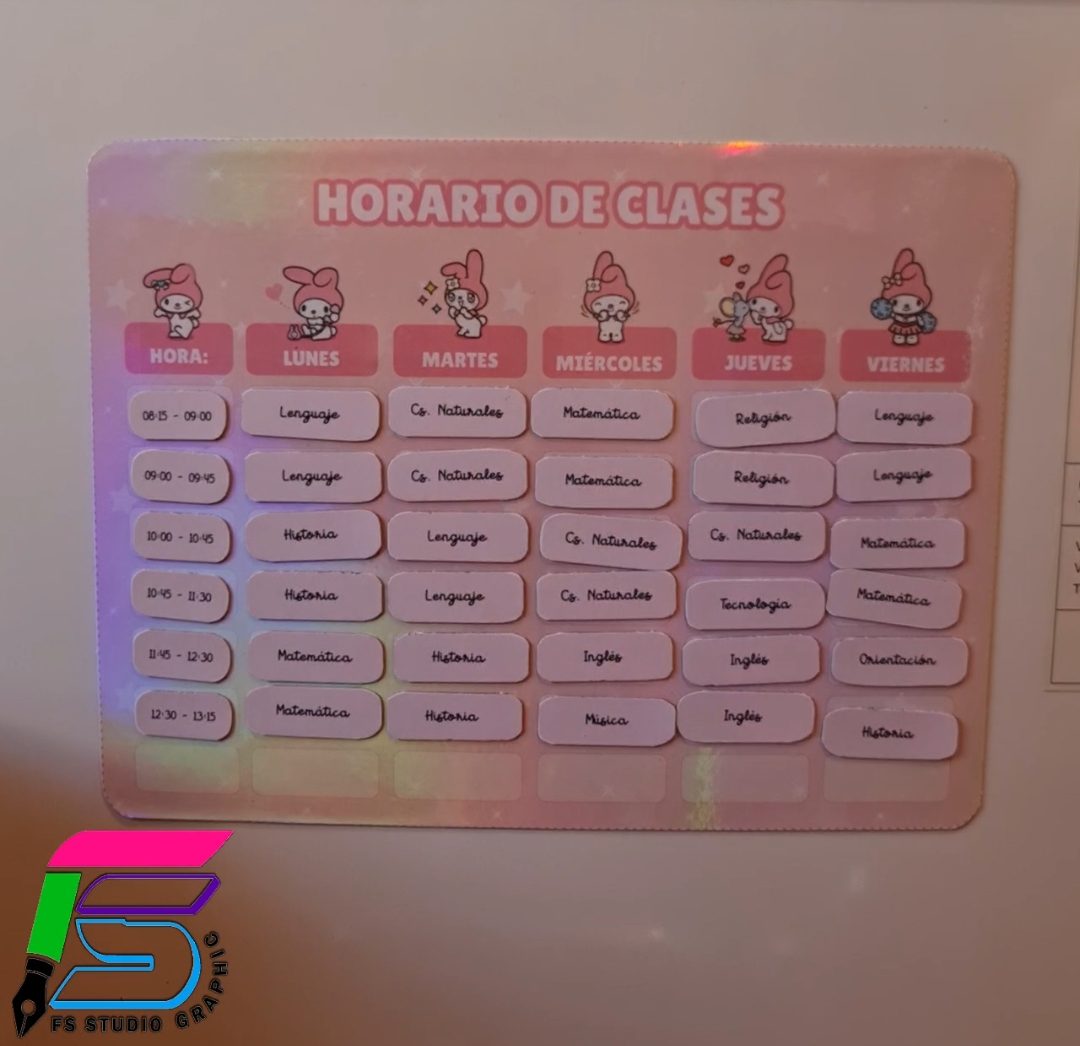 HORARIO DE CLASES
HORA: LUNES MARTES MIÉRCOLES JUEVES VIERNES
08:15 - 09:00 Lenguaje Cs. Naturales Matemática Religión Lenguaje
09:00 - 09:45 Lenguaje Cs. Naturales Matemática Religión Lenguaje
10:00 - 10:45 Historia Lenguaje Cs. Naturales Cs. Naturales Matemática
10:45 - 11:30 Historia Lenguaje Cs. Naturales Tecnología Matemática
11:45 - 12:30 Matemática Historia Inglés Inglés Orientación
12:30 - 13:15 Matemática Historia Música Inglés Historia
FS STUDIO GRAPHIC